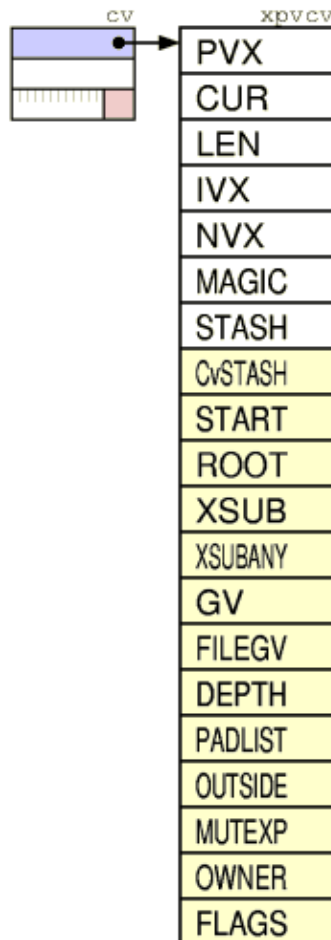 cv
xpvcv
PVX
CUR
LEN
IVX
NVX
MAGIC
STASH
CvSTASH
START
ROOT
XSUB
XSUBANY
GV
FILEGV
DEPTH
PADLIST
OUTSIDE
MUTEXP
OWNER
FLAGS